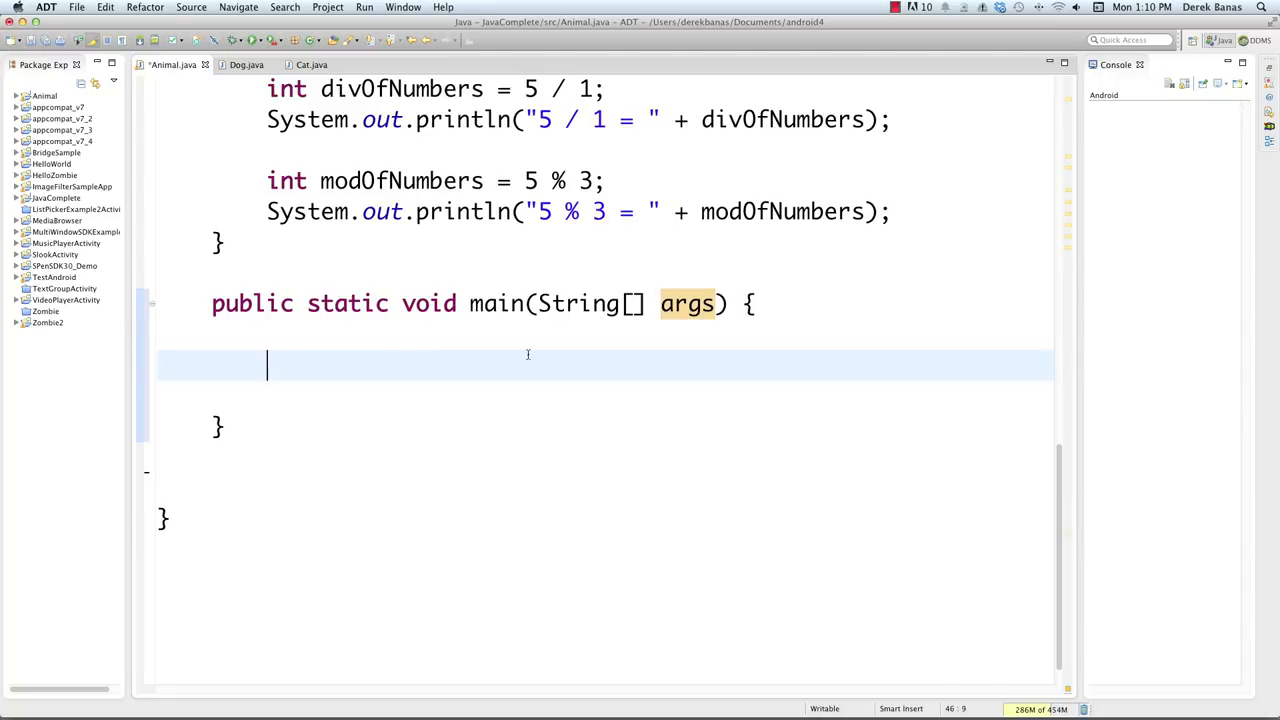 ADT File Edit Refactor Source Navigate Search Project Run Window Help 10 Mon 1:10 PM Derek Banas
Java - JavaComplete/src/Animal.java - ADT - /Users/derekbanas/Documents/android4
Quick Access Java DDMS
Package Exp
*Animal.java Dog.java Cat.java
Console
Android
Animal
appcompat_v7
appcompat_v7_2
appcompat_v7_3
appcompat_v7_4
BridgeSample
HelloWorld
HelloZombie
ImageFilterSampleApp
JavaComplete
ListPickerExample2Activi
MediaBrowser
MultiWindowSDKExample
MusicPlayerActivity
SlookActivity
SPenSDK30_Demo
TestAndroid
TextGroupActivity
VideoPlayerActivity
Zombie
Zombie2
int divOfNumbers = 5 / 1;
System.out.println("5 / 1 = " + divOfNumbers);
int modOfNumbers = 5 % 3;
System.out.println("5 % 3 = " + modOfNumbers);
}
public static void main(String[] args) {
}
}
Writable Smart Insert 46 : 9 286M of 454M